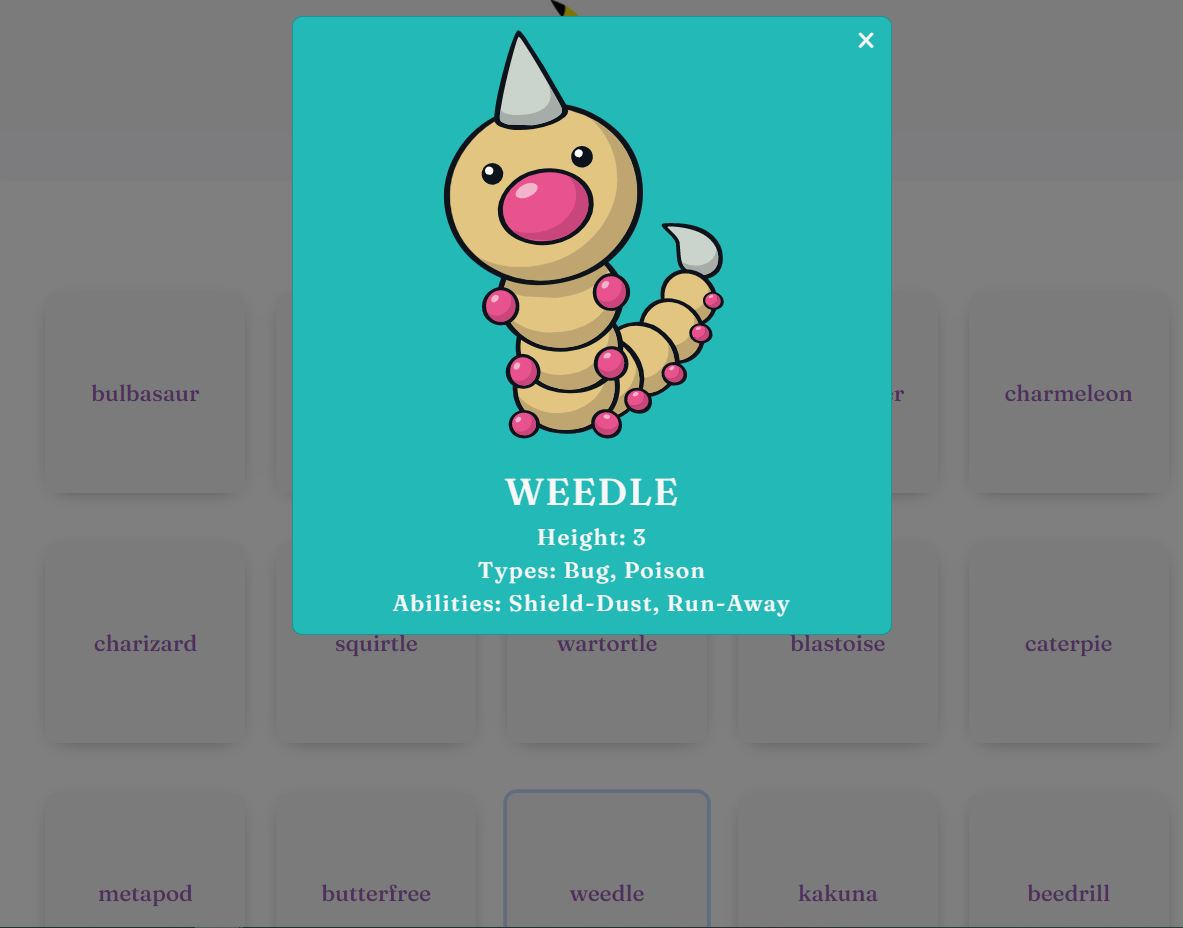 ×
WEEDLE
Height: 3
Types: Bug, Poison
Abilities: Shield-Dust, Run-Away
bulbasaur
er
charmeleon
charizard
squirtle
wartortle
blastoise
caterpie
metapod
butterfree
weedle
kakuna
beedrill